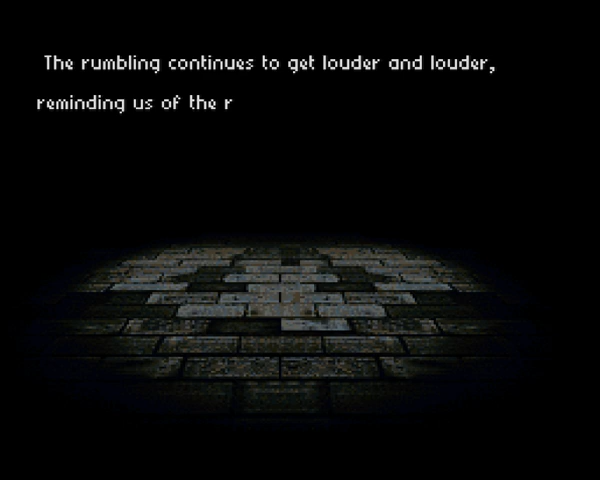 The rumbling continues to get louder and louder,
reminding us of the r